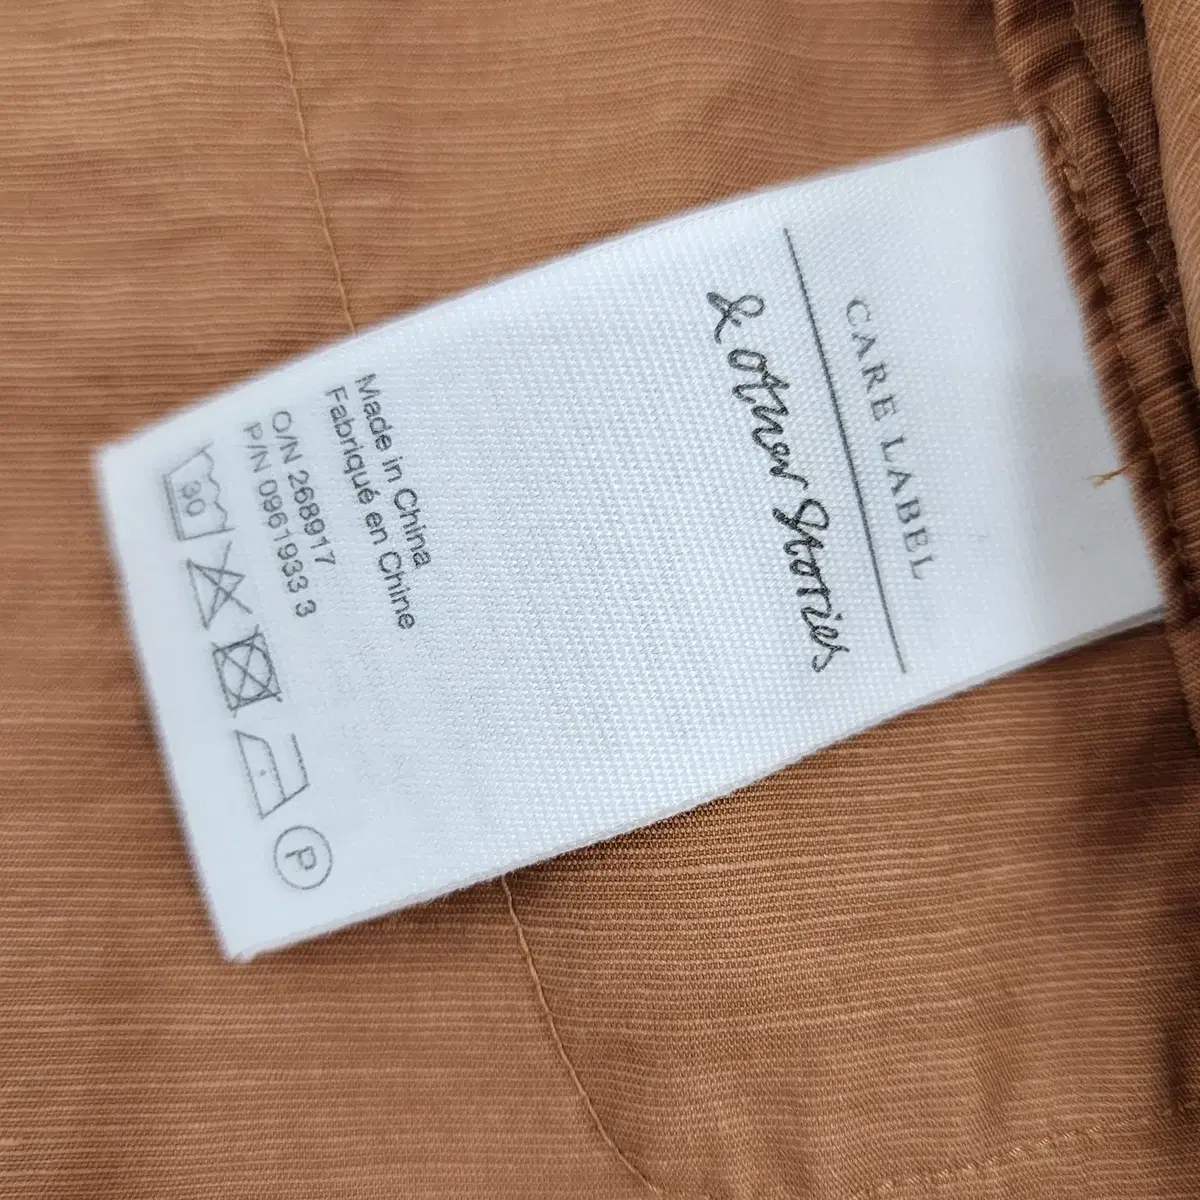 CARE LABEL
& Other Stories
Made in China
Fabriqué en Chine
O/N 268917
P/N 0961933 3
30
P